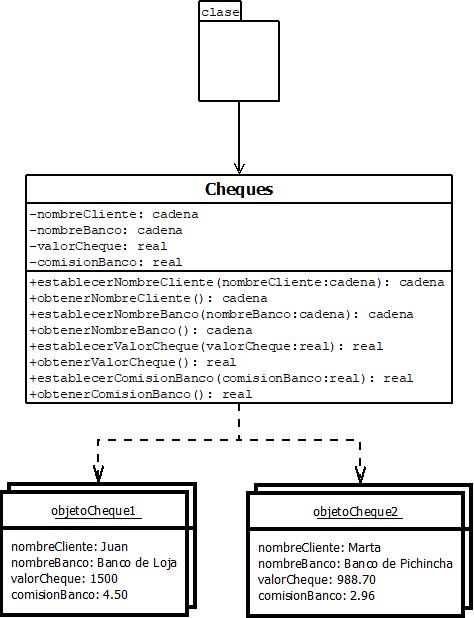 clase
Cheques
-nombreCliente: cadena
-nombreBanco: cadena
-valorCheque: real
-comisionBanco: real
+establecerNombreCliente(nombreCliente:cadena): cadena
+obtenerNombreCliente(): cadena
+establecerNombreBanco(nombreBanco:cadena): cadena
+obtenerNombreBanco(): cadena
+establecerValorCheque(valorCheque:real): real
+obtenerValorCheque(): real
+establecerComisionBanco(comisionBanco:real): real
+obtenerComisionBanco(): real
objetoCheque1
nombreCliente: Juan
nombreBanco: Banco de Loja
valorCheque: 1500
comisionBanco: 4.50
objetoCheque2
nombreCliente: Marta
nombreBanco: Banco de Pichincha
valorCheque: 988.70
comisionBanco: 2.96